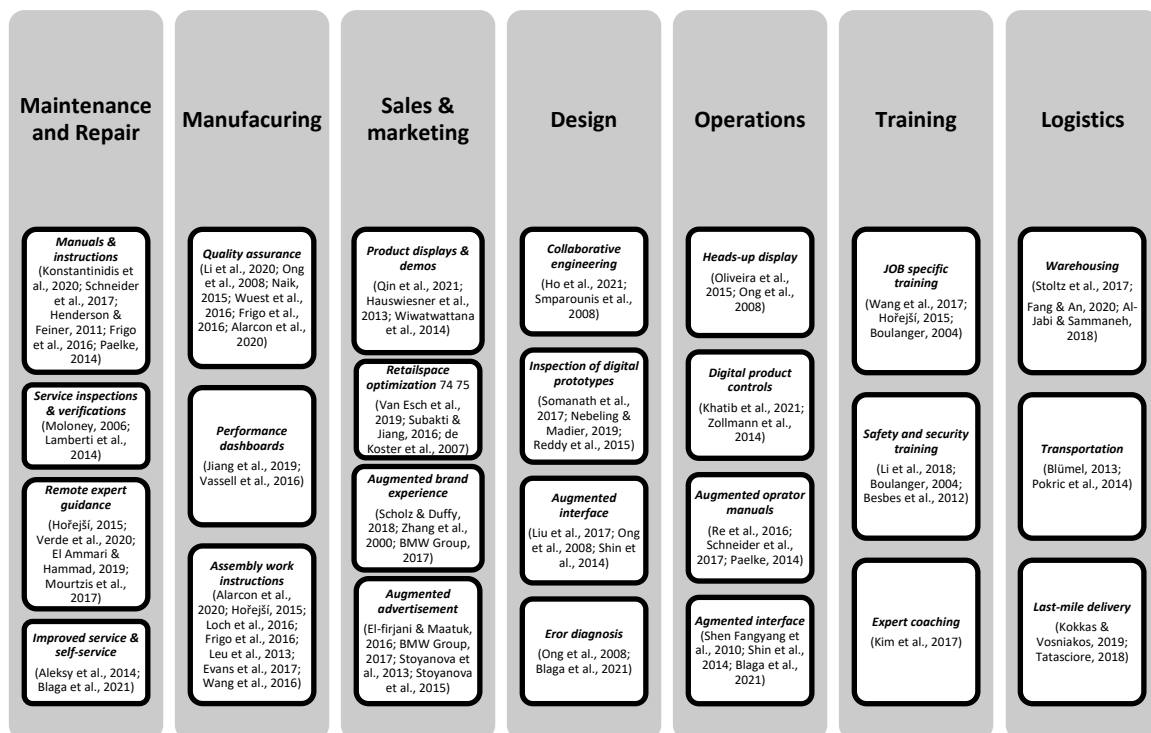 Maintenance
and Repair
Manuals &
instructions
(Konstantinidis et
al., 2020; Schneider
et al., 2017;
Henderson &
Feiner, 2011; Frigo
et al., 2016; Paelke,
2014)
Service inspections
& verifications
(Moloney, 2006;
Lamberti et al.,
2014)
Remote expert
guidance
(Hořejší, 2015;
Verde et al., 2020;
El Ammari &
Hammad, 2019;
Mourtzis et al.,
2017)
Improved service &
self-service
(Aleksy et al., 2014;
Blaga et al., 2021)
Manufacuring
Quality assurance
(Li et al., 2020; Ong
et al., 2008; Naik,
2015; Wuest et al.,
2016; Frigo et al.,
2016; Alarcon et al.,
2020)
Performance
dashboards
(Jiang et al., 2019;
Vassell et al., 2016)
Assembly work
instructions
(Alarcon et al.,
2020; Hořejší, 2015;
Loch et al., 2016;
Frigo et al., 2016;
Leu et al., 2013;
Evans et al., 2017;
Wang et al., 2016)
Sales &
marketing
Product displays &
demos
(Qin et al., 2021;
Hauswiesner et al.,
2013; Wiwatwattana
et al., 2014)
Retailspace
optimization 74 75
(Van Esch et al.,
2019; Subakti &
Jiang, 2016; de
Koster et al., 2007)
Augmented brand
experience
(Scholz & Duffy,
2018; Zhang et al.,
2000; BMW Group,
2017)
Augmented
advertisement
(El-firjani & Maatuk,
2016; BMW Group,
2017; Stoyanova et
al., 2013; Stoyanova
et al., 2015)
Design
Collaborative
engineering
(Ho et al., 2021;
Smparounis et al.,
2008)
Inspection of digital
prototypes
(Somanath et al.,
2017; Nebeling &
Madier, 2019;
Reddy et al., 2015)
Augmented
interface
(Liu et al., 2017; Ong
et al., 2008; Shin et
al., 2014)
Eror diagnosis
(Ong et al., 2008;
Blaga et al., 2021)
Operations
Heads-up display
(Oliveira et al.,
2015; Ong et al.,
2008)
Digital product
controls
(Khatib et al., 2021;
Zollmann et al.,
2014)
Augmented oprator
manuals
(Re et al., 2016;
Schneider et al.,
2017; Paelke, 2014)
Agmented interface
(Shen Fangyang et
al., 2010; Shin et al.,
2014; Blaga et al.,
2021)
Training
JOB specific
training
(Wang et al., 2017;
Hořejší, 2015;
Boulanger, 2004)
Safety and security
training
(Li et al., 2018;
Boulanger, 2004;
Besbes et al., 2012)
Expert coaching
(Kim et al., 2017)
Logistics
Warehousing
(Stoltz et al., 2017;
Fang & An, 2020; Al-
Jabi & Sammaneh,
2018)
Transportation
(Blümel, 2013;
Pokric et al., 2014)
Last-mile delivery
(Kokkas &
Vosniakos, 2019;
Tatasciore, 2018)